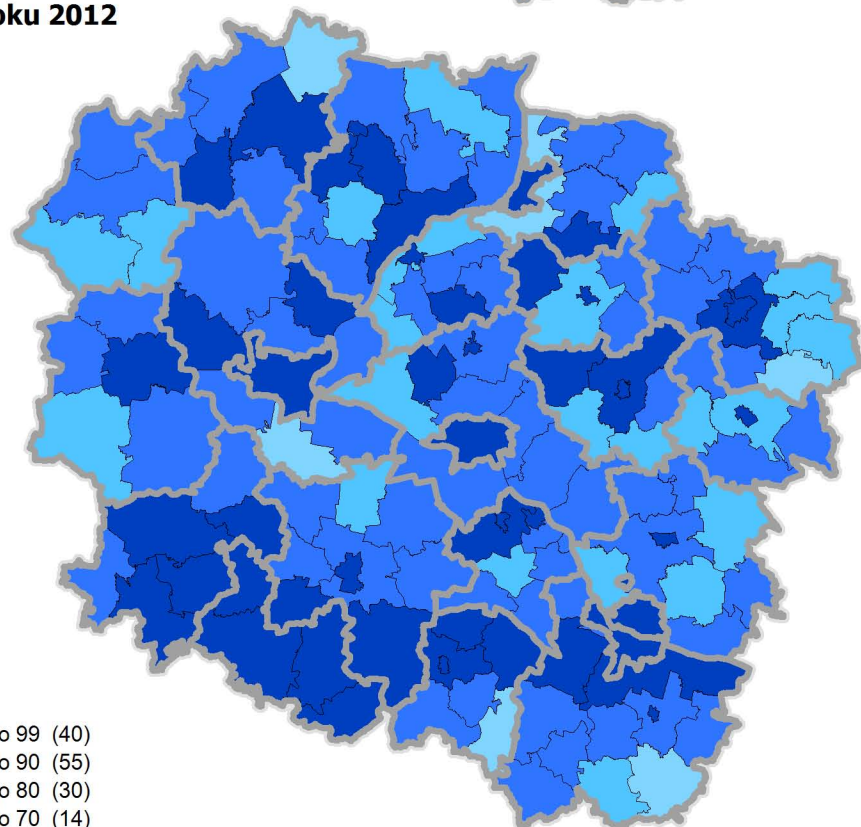 oku 2012
o 99 (40)
o 90 (55)
o 80 (30)
o 70 (14)